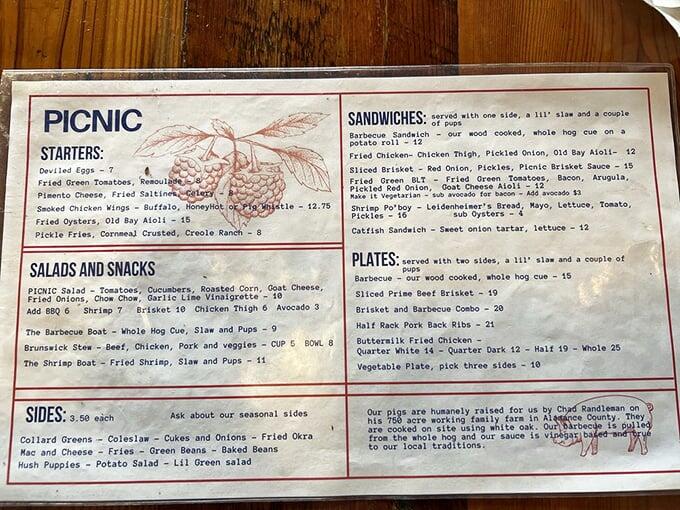 PICNIC
STARTERS:
Deviled Eggs - 7
Fried Green Tomatoes, Remoulade - 8
Pimento Cheese, Fried Saltines, Celery - 8
Smoked Chicken Wings - Buffalo, HoneyHot or Pig Whistle - 12.75
Fried Oysters, Old Bay Aioli - 15
Pickle Fries, Cornmeal Crusted, Creole Ranch - 8
SALADS AND SNACKS
PICNIC Salad - Tomatoes, Cucumbers, Roasted Corn, Goat Cheese,
Fried Onions, Chow Chow, Garlic Lime Vinaigrette - 10
Add BBQ 6 Shrimp 7 Brisket 10 Chicken Thigh 6 Avocado 3
The Barbecue Boat - Whole Hog Cue, Slaw and Pups - 9
Brunswick Stew - Beef, Chicken, Pork and veggies - CUP 5 BOWL 8
The Shrimp Boat - Fried Shrimp, Slaw and Pups - 11
SIDES: 3.50 each Ask about our seasonal sides
Collard Greens - Coleslaw - Cukes and Onions - Fried Okra
Mac and Cheese - Fries - Green Beans - Baked Beans
Hush Puppies - Potato Salad - Lil Green salad
SANDWICHES: served with one side, a lil' slaw and a couple
of pups
Barbecue Sandwich - our wood cooked, whole hog cue on a
potato roll - 12
Fried Chicken- Chicken Thigh, Pickled Onion, Old Bay Aioli- 12
Sliced Brisket - Red Onion, Pickles, Picnic Brisket Sauce - 15
Fried Green BLT - Fried Green Tomatoes, Bacon, Arugula,
Pickled Red Onion, Goat Cheese Aioli - 12
Make it Vegetarian - sub avocado for bacon - Add avocado $3
Shrimp Po'boy - Leidenheimer's Bread, Mayo, Lettuce, Tomato,
Pickles - 16 sub Oysters - 4
Catfish Sandwich - Sweet onion tartar, lettuce - 12
PLATES: served with two sides, a lil' slaw and a couple of
pups
Barbecue - our wood cooked, whole hog cue - 15
Sliced Prime Beef Brisket - 19
Brisket and Barbecue Combo - 20
Half Rack Pork Back Ribs - 21
Buttermilk Fried Chicken -
Quarter White 14 - Quarter Dark 12 - Half 19 - Whole 25
Vegetable Plate, pick three sides - 10
Our pigs are humanely raised for us by Chad Randleman on
his 750 acre working family farm in Alamance County. They
are cooked on site using white oak. Our barbecue is pulled
from the whole hog and our sauce is vinegar based and true
to our local traditions.